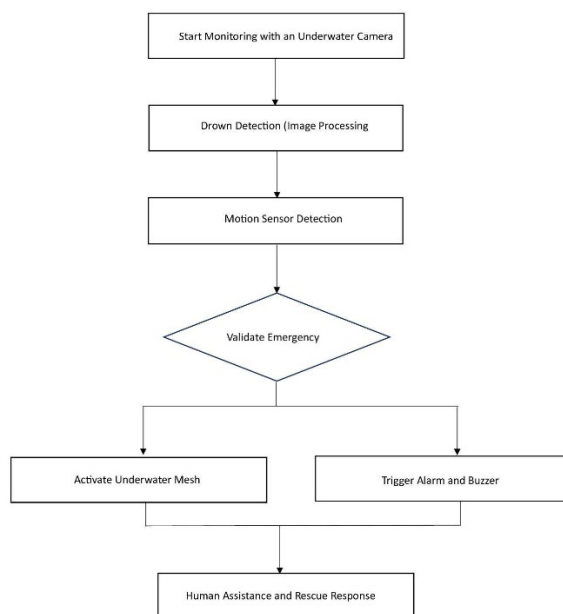 Start Monitoring with an Underwater Camera
Drown Detection (Image Processing
Motion Sensor Detection
Validate Emergency
Activate Underwater Mesh
Trigger Alarm and Buzzer
Human Assistance and Rescue Response